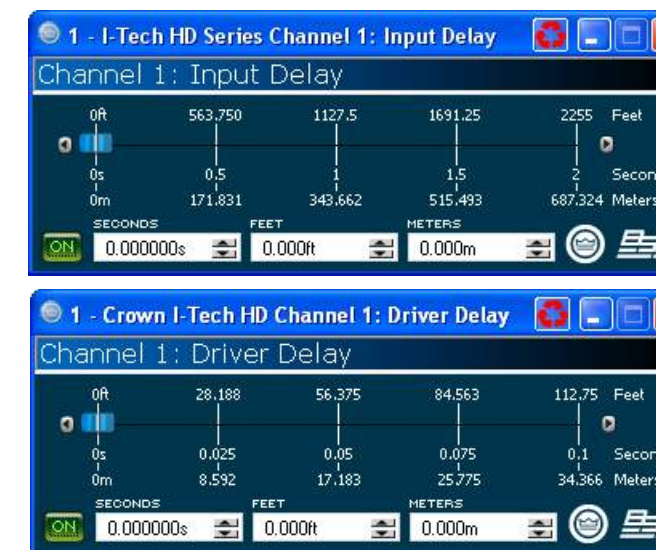 1 - I-Tech HD Series Channel 1: Input Delay
Channel 1: Input Delay
0ft 563.750 1127.5 1691.25 2255 Feet
0s 0.5 1 1.5 2 Secon
0m 171.831 343.662 515.493 687.324 Meters
SECONDS FEET METERS
ON 0.000000s 0.000ft 0.000m
1 - Crown I-Tech HD Channel 1: Driver Delay
Channel 1: Driver Delay
0ft 28.188 56.375 84.563 112.75 Feet
0s 0.025 0.05 0.075 0.1 Secon
0m 8.592 17.183 25.775 34.366 Meters
SECONDS FEET METERS
ON 0.000000s 0.000ft 0.000m